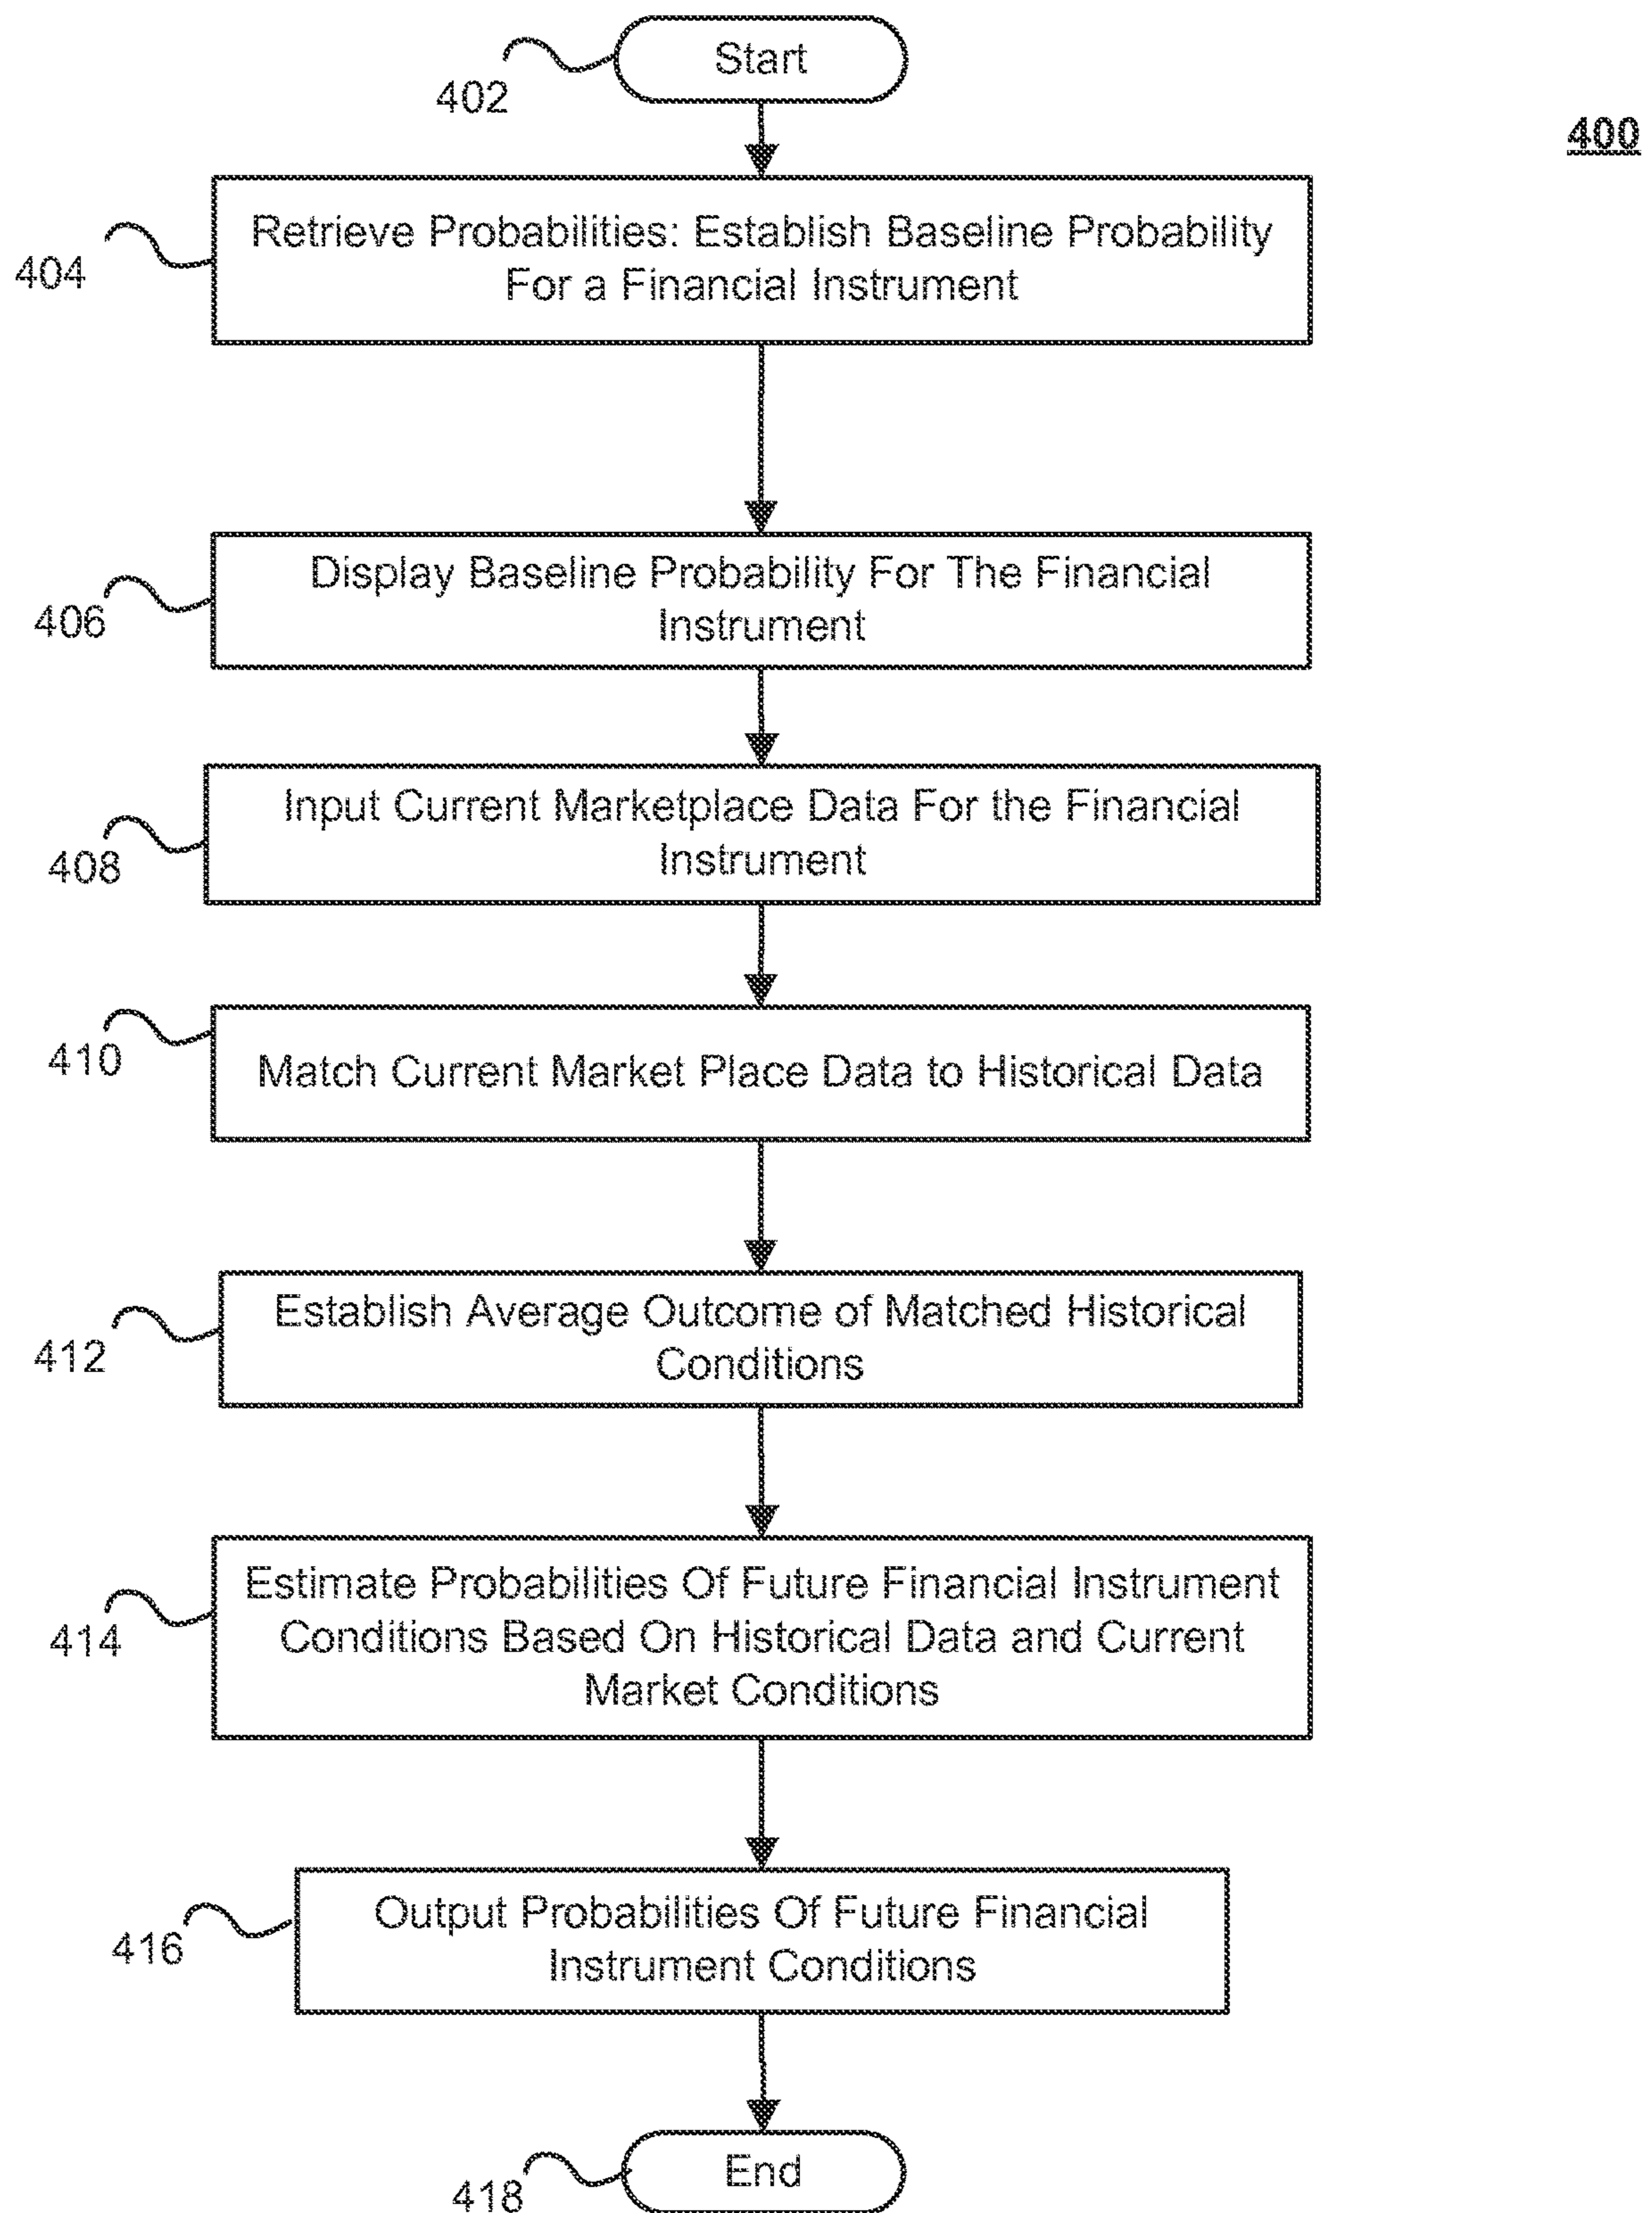 Start
402
400
Retrieve Probabilities: Establish Baseline Probability
For a Financial Instrument
404
Display Baseline Probability For The Financial
Instrument
406
Input Current Marketplace Data For the Financial
Instrument
408
410
Match Current Market Place Data to Historical Data
Establish Average Outcome of Matched Historical
Conditions
412
Estimate Probabilities Of Future Financial Instrument
Conditions Based On Historical Data and Current
Market Conditions
414
Output Probabilities Of Future Financial
Instrument Conditions
416
End
418